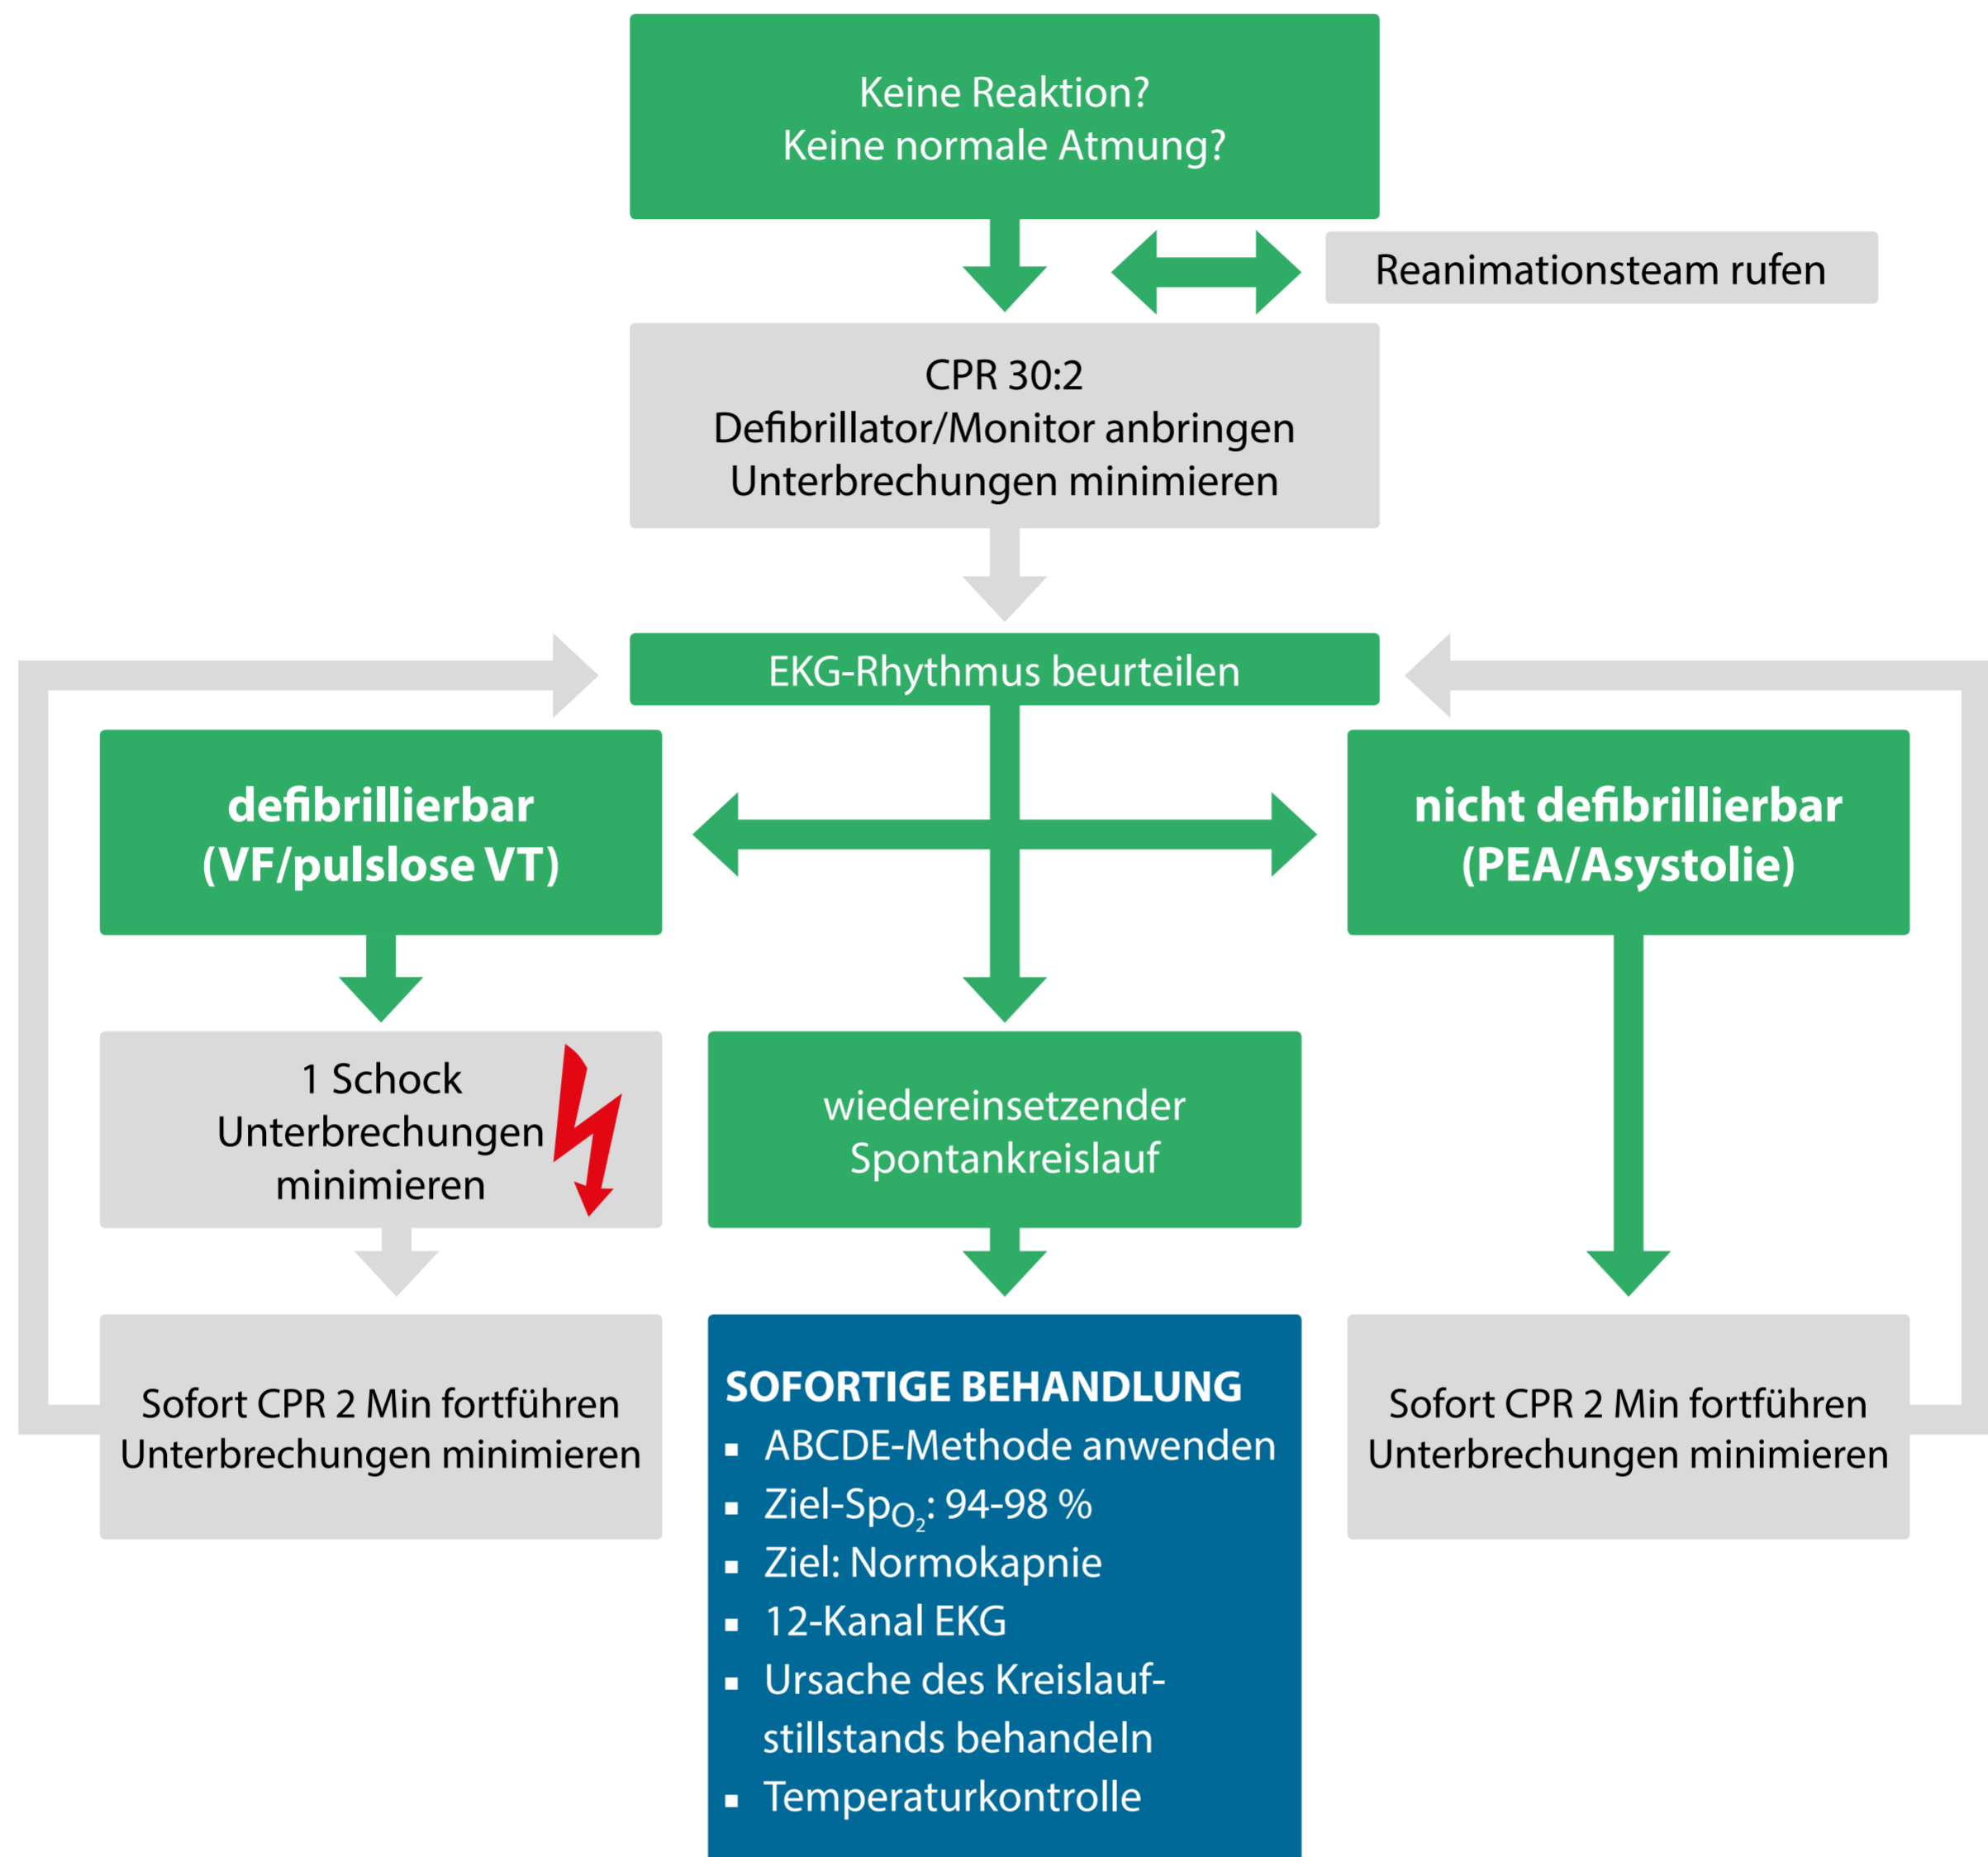 Keine Reaktion?
Keine normale Atmung?
Reanimationsteam rufen
CPR 30:2
Defibrillator/Monitor anbringen
Unterbrechungen minimieren
EKG-Rhythmus beurteilen
defibrillierbar
(VF/pulslose VT)
nicht defibrillierbar
(PEA/Asystolie)
1 Schock
Unterbrechungen
minimieren
wiedereinsetzender
Spontankreislauf
Sofort CPR 2 Min fortführen
Unterbrechungen minimieren
SOFORTIGE BEHANDLUNG
▪ ABCDE-Methode anwenden
▪ Ziel-SpO₂: 94-98 %
▪ Ziel: Normokapnie
▪ 12-Kanal EKG
▪ Ursache des Kreislauf-
stillstands behandeln
▪ Temperaturkontrolle
Sofort CPR 2 Min fortführen
Unterbrechungen minimieren